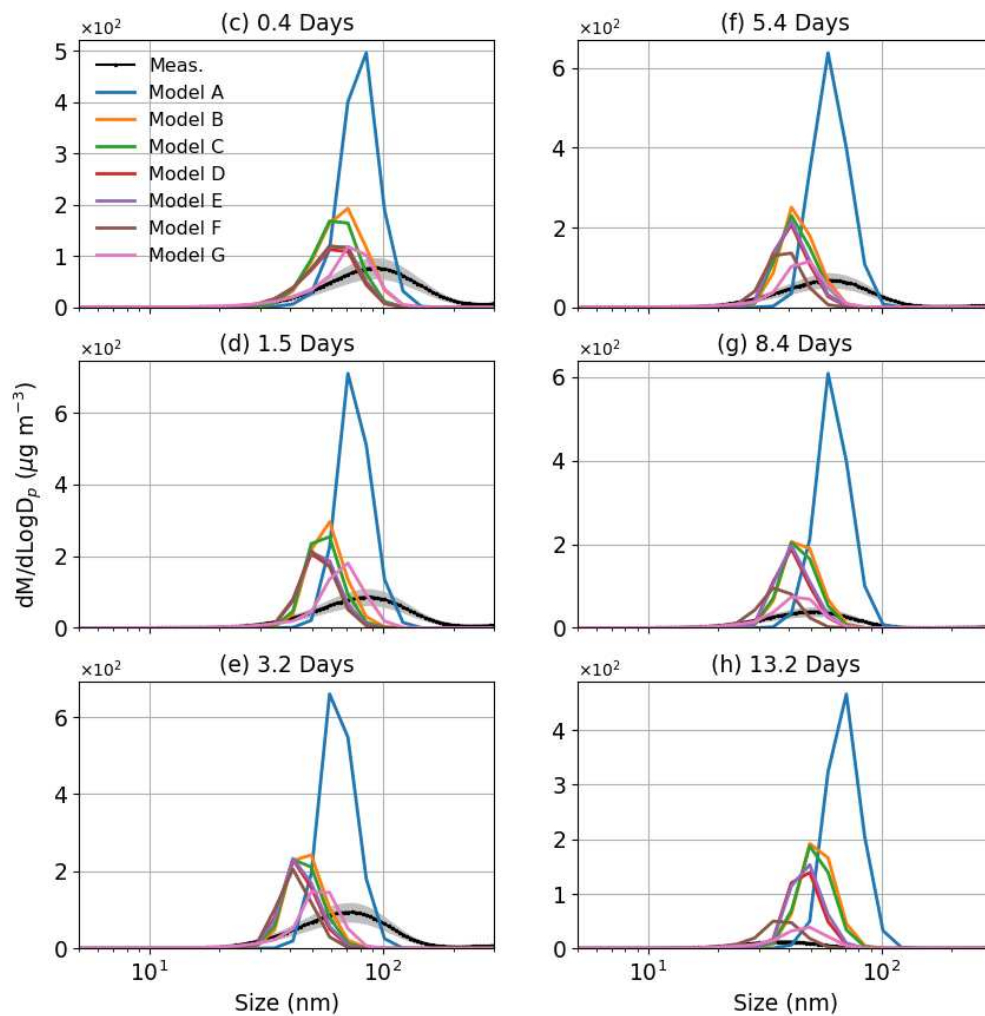 (c) 0.4 Days
×10²
5
4
3
2
1
0
Meas.
Model A
Model B
Model C
Model D
Model E
Model F
Model G
(f) 5.4 Days
×10²
6
4
2
0
(d) 1.5 Days
×10²
6
4
2
0
(g) 8.4 Days
×10²
6
4
2
0
dM/dLogDₚ (μg m⁻³)
(e) 3.2 Days
×10²
6
4
2
0
10¹ 10²
Size (nm)
(h) 13.2 Days
×10²
4
3
2
1
0
10¹ 10²
Size (nm)